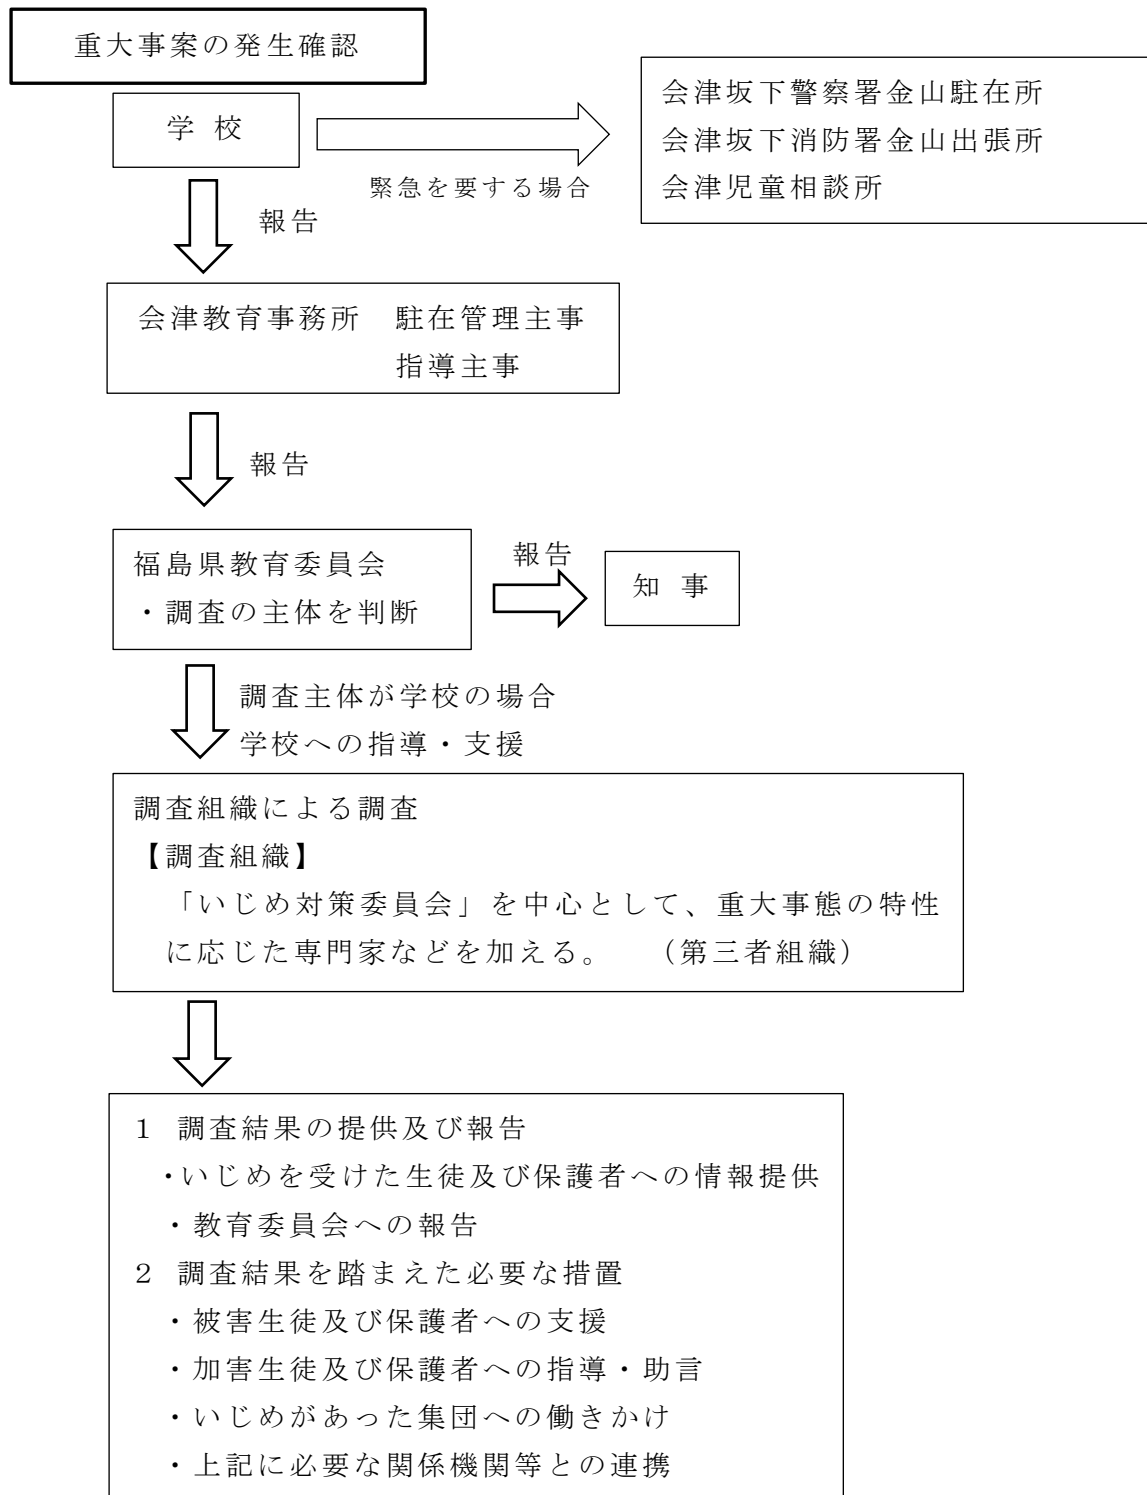 重大事案の発生確認
学 校
緊急を要する場合
会津坂下警察署金山駐在所
会津坂下消防署金山出張所
会津児童相談所
報告
会津教育事務所 駐在管理主事
指導主事
報告
福島県教育委員会
・調査の主体を判断
報告
知 事
調査主体が学校の場合
学校への指導・支援
調査組織による調査
【調査組織】
「いじめ対策委員会」を中心として、重大事態の特性
に応じた専門家などを加える。 （第三者組織）
1 調査結果の提供及び報告
・いじめを受けた生徒及び保護者への情報提供
・教育委員会への報告
2 調査結果を踏まえた必要な措置
・被害生徒及び保護者への支援
・加害生徒及び保護者への指導・助言
・いじめがあった集団への働きかけ
・上記に必要な関係機関等との連携